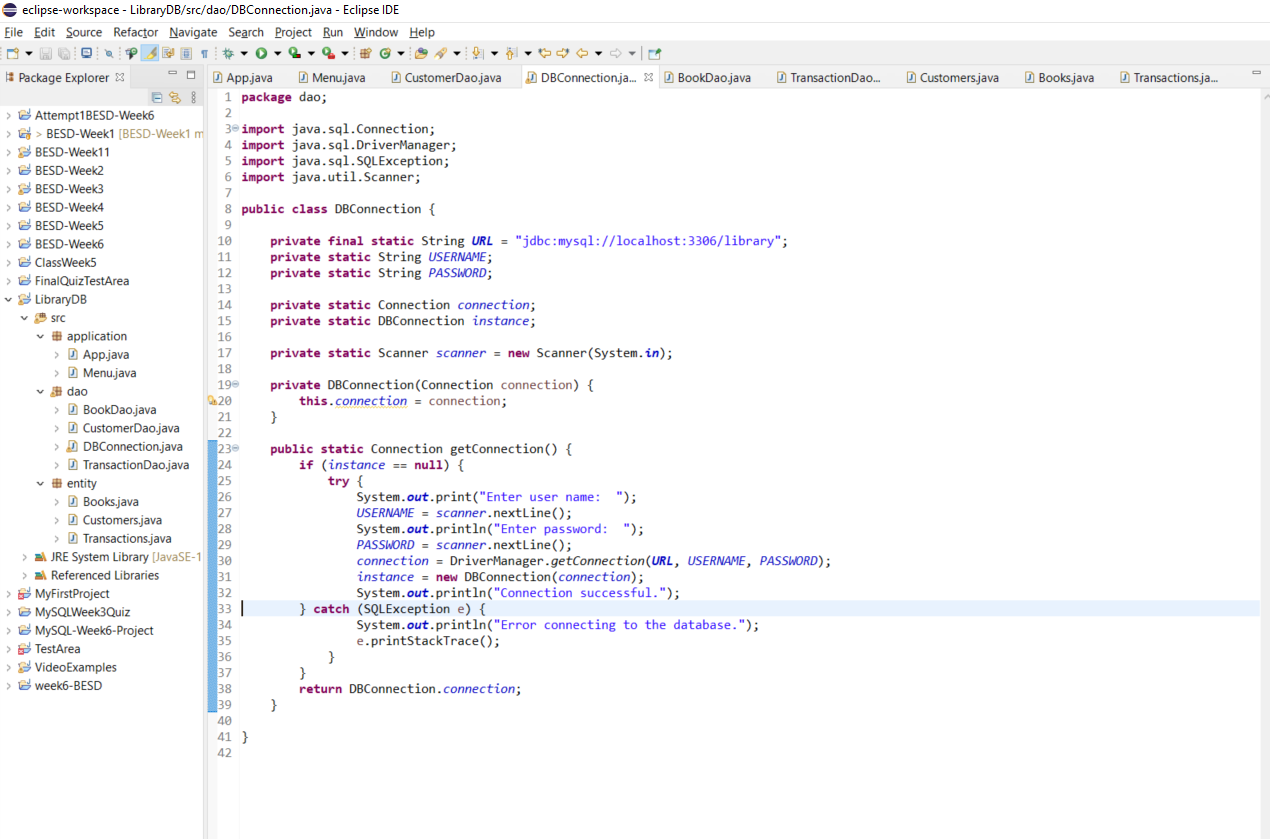 eclipse-workspace - LibraryDB/src/dao/DBConnection.java - Eclipse IDE
File Edit Source Refactor Navigate Search Project Run Window Help
Package Explorer
App.java Menu.java CustomerDao.java DBConnection.ja... BookDao.java TransactionDao... Customers.java Books.java Transactions.ja...
Attempt1BESD-Week6
> BESD-Week1 [BESD-Week1 m
BESD-Week11
BESD-Week2
BESD-Week3
BESD-Week4
BESD-Week5
BESD-Week6
ClassWeek5
FinalQuizTestArea
LibraryDB
src
application
App.java
Menu.java
dao
BookDao.java
CustomerDao.java
DBConnection.java
TransactionDao.java
entity
Books.java
Customers.java
Transactions.java
JRE System Library [JavaSE-1
Referenced Libraries
MyFirstProject
MySQLWeek3Quiz
MySQL-Week6-Project
TestArea
VideoExamples
week6-BESD
1 package dao;
2
3 import java.sql.Connection;
4 import java.sql.DriverManager;
5 import java.sql.SQLException;
6 import java.util.Scanner;
7
8 public class DBConnection {
9
10     private final static String URL = "jdbc:mysql://localhost:3306/library";
11     private static String USERNAME;
12     private static String PASSWORD;
13
14     private static Connection connection;
15     private static DBConnection instance;
16
17     private static Scanner scanner = new Scanner(System.in);
18
19     private DBConnection(Connection connection) {
20         this.connection = connection;
21     }
22
23     public static Connection getConnection() {
24         if (instance == null) {
25             try {
26                 System.out.print("Enter user name:  ");
27                 USERNAME = scanner.nextLine();
28                 System.out.println("Enter password:  ");
29                 PASSWORD = scanner.nextLine();
30                 connection = DriverManager.getConnection(URL, USERNAME, PASSWORD);
31                 instance = new DBConnection(connection);
32                 System.out.println("Connection successful.");
33         } catch (SQLException e) {
34                 System.out.println("Error connecting to the database.");
35                 e.printStackTrace();
36             }
37         }
38         return DBConnection.connection;
39     }
40
41 }
42